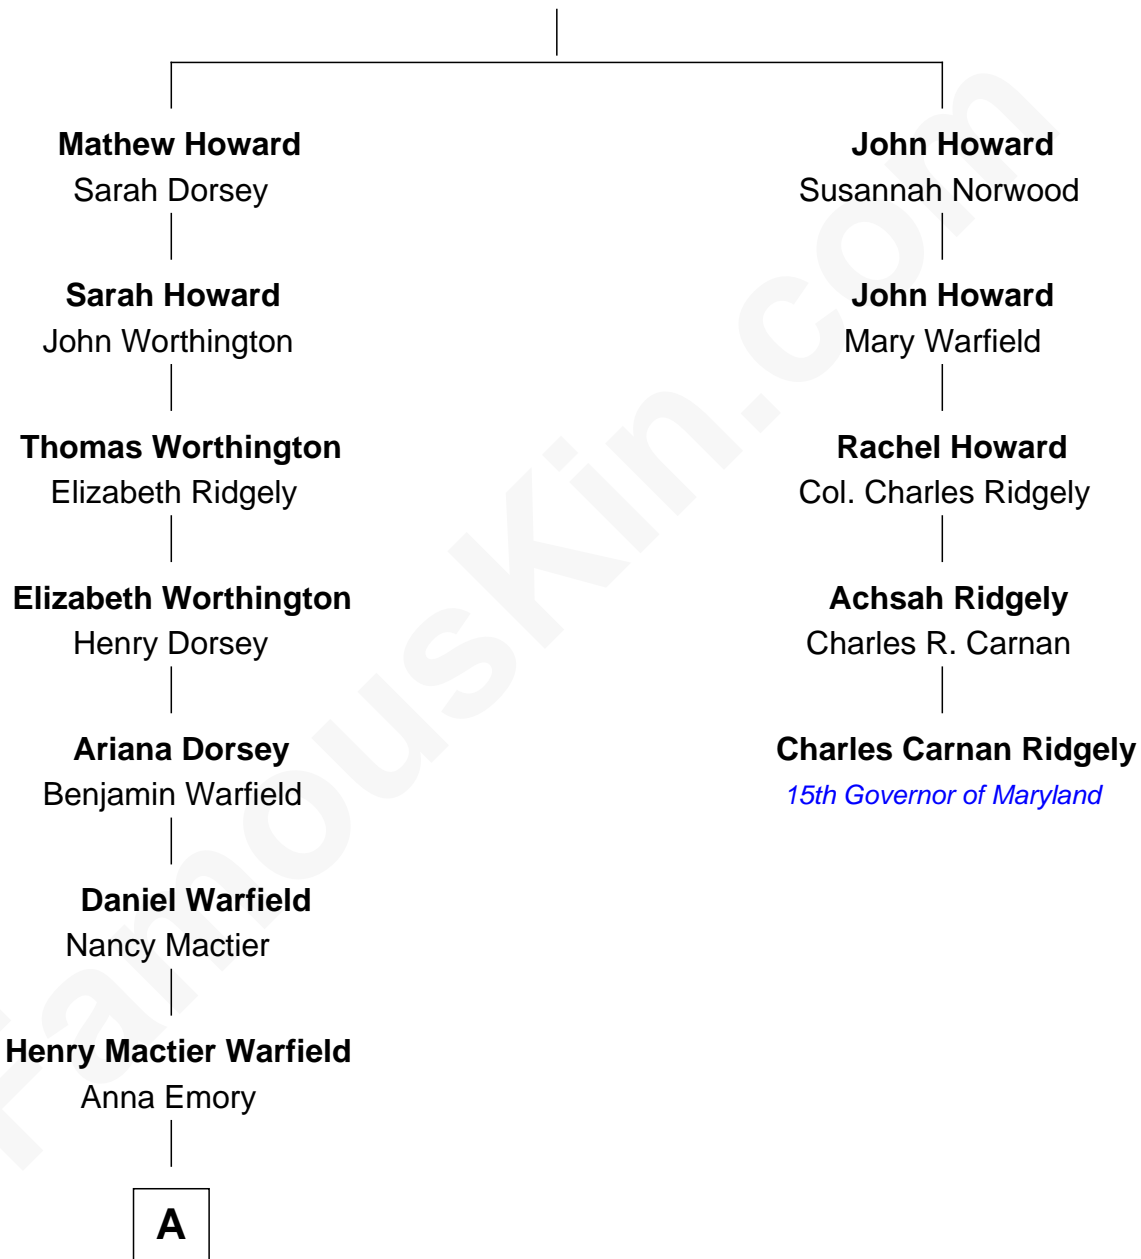 Mathew Howard
Sarah Dorsey
Sarah Howard
John Worthington
Thomas Worthington
Elizabeth Ridgely
Elizabeth Worthington
Henry Dorsey
Ariana Dorsey
Benjamin Warfield
Daniel Warfield
Nancy Mactier
Henry Mactier Warfield
Anna Emory
A
John Howard
Susannah Norwood
John Howard
Mary Warfield
Rachel Howard
Col. Charles Ridgely
Achsah Ridgely
Charles R. Carnan
Charles Carnan Ridgely
15th Governor of Maryland
FamousKin.com